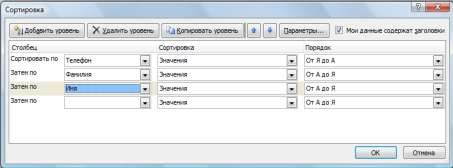 Сортировка
Добавить уровень Удалить уровень Копировать уровень Параметры... Мои данные содержат заголовки
Столбец Сортировка Порядок
Сортировать по Телефон Значения От Я до А
Затем по Фамилия Значения От А до Я
Затем по Имя Значения От А до Я
Затем по Значения От А до Я
ОК Отмена